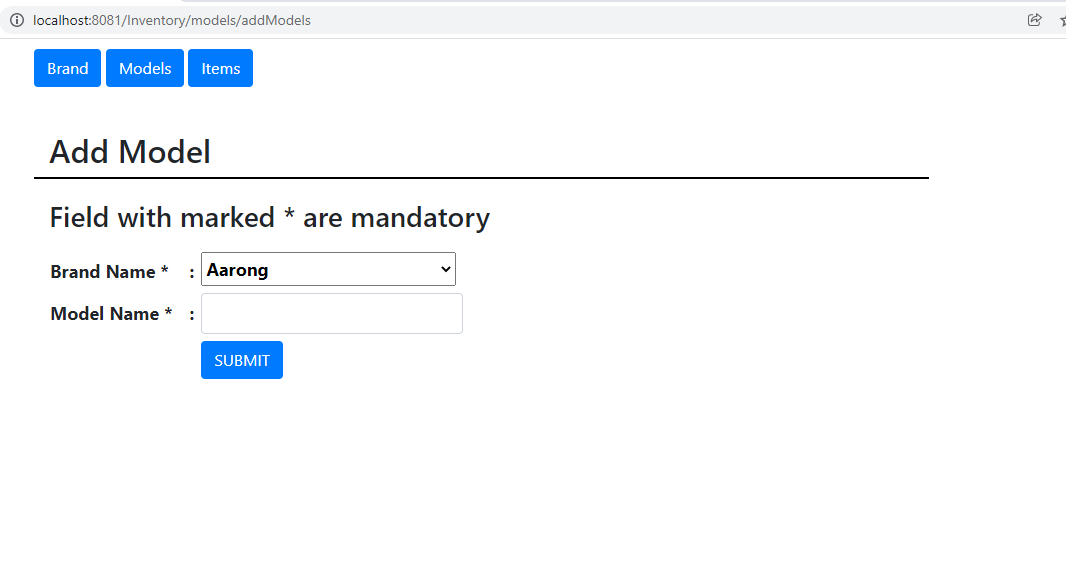 localhost:8081/Inventory/models/addModels
Brand Models Items
Add Model
Field with marked * are mandatory
Brand Name * : Aarong
Model Name * :
SUBMIT